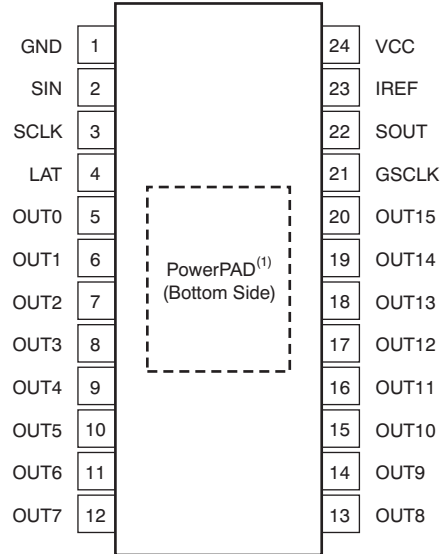 GND 1 24 VCC
SIN 2 23 IREF
SCLK 3 22 SOUT
LAT 4 21 GSCLK
OUT0 5 20 OUT15
OUT1 6 19 OUT14
PowerPAD(1)
(Bottom Side)
OUT2 7 18 OUT13
OUT3 8 17 OUT12
OUT4 9 16 OUT11
OUT5 10 15 OUT10
OUT6 11 14 OUT9
OUT7 12 13 OUT8